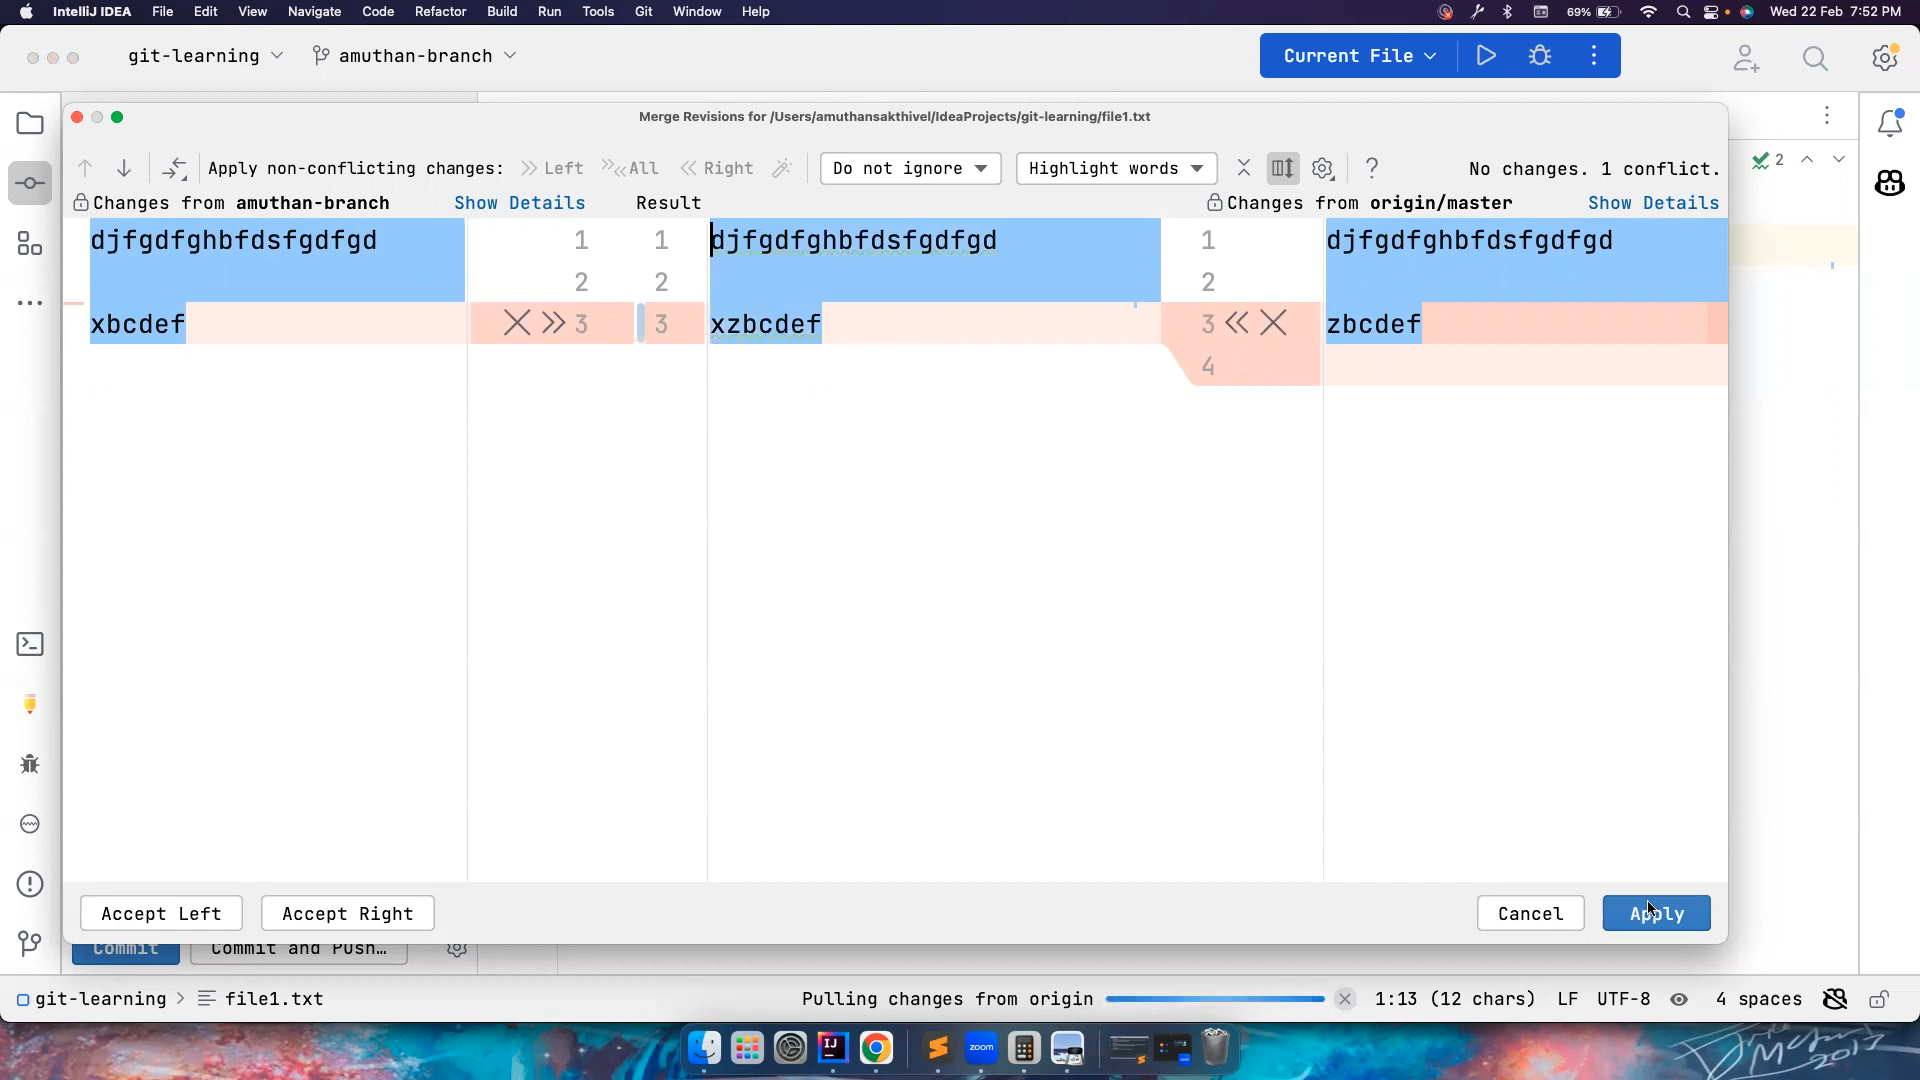 IntelliJ IDEA File Edit View Navigate Code Refactor Build Run Tools Git Window Help 69% Wed 22 Feb 7:52 PM
git-learning amuthan-branch Current File
Merge Revisions for /Users/amuthansakthivel/IdeaProjects/git-learning/file1.txt
Apply non-conflicting changes: Left All Right Do not ignore Highlight words ? No changes. 1 conflict. 2
Changes from amuthan-branch Show Details Result Changes from origin/master Show Details
djfgdfghbfdsfgdfgd 1 1 djfgdfghbfdsfgdfgd 1 djfgdfghbfdsfgdfgd
2 2 2
xbcdef 3 3 xzbcdef 3 zbcdef
4
Accept Left Accept Right Cancel Apply
Commit Commit and Push…
git-learning > file1.txt Pulling changes from origin 1:13 (12 chars) LF UTF-8 4 spaces
IJ zoom
2017